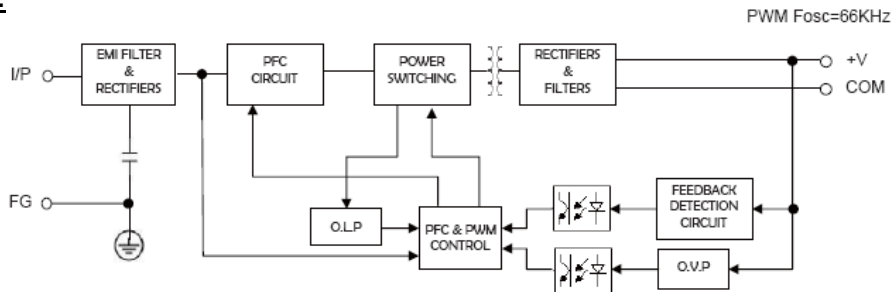 PWM Fosc=66KHz
I/P
EMI FILTER
&
RECTIFIERS
PFC
CIRCUIT
POWER
SWITCHING
RECTIFIERS
&
FILTERS
+V
COM
FG
O.L.P
PFC & PWM
CONTROL
FEEDBACK
DETECTION
CIRCUIT
O.V.P